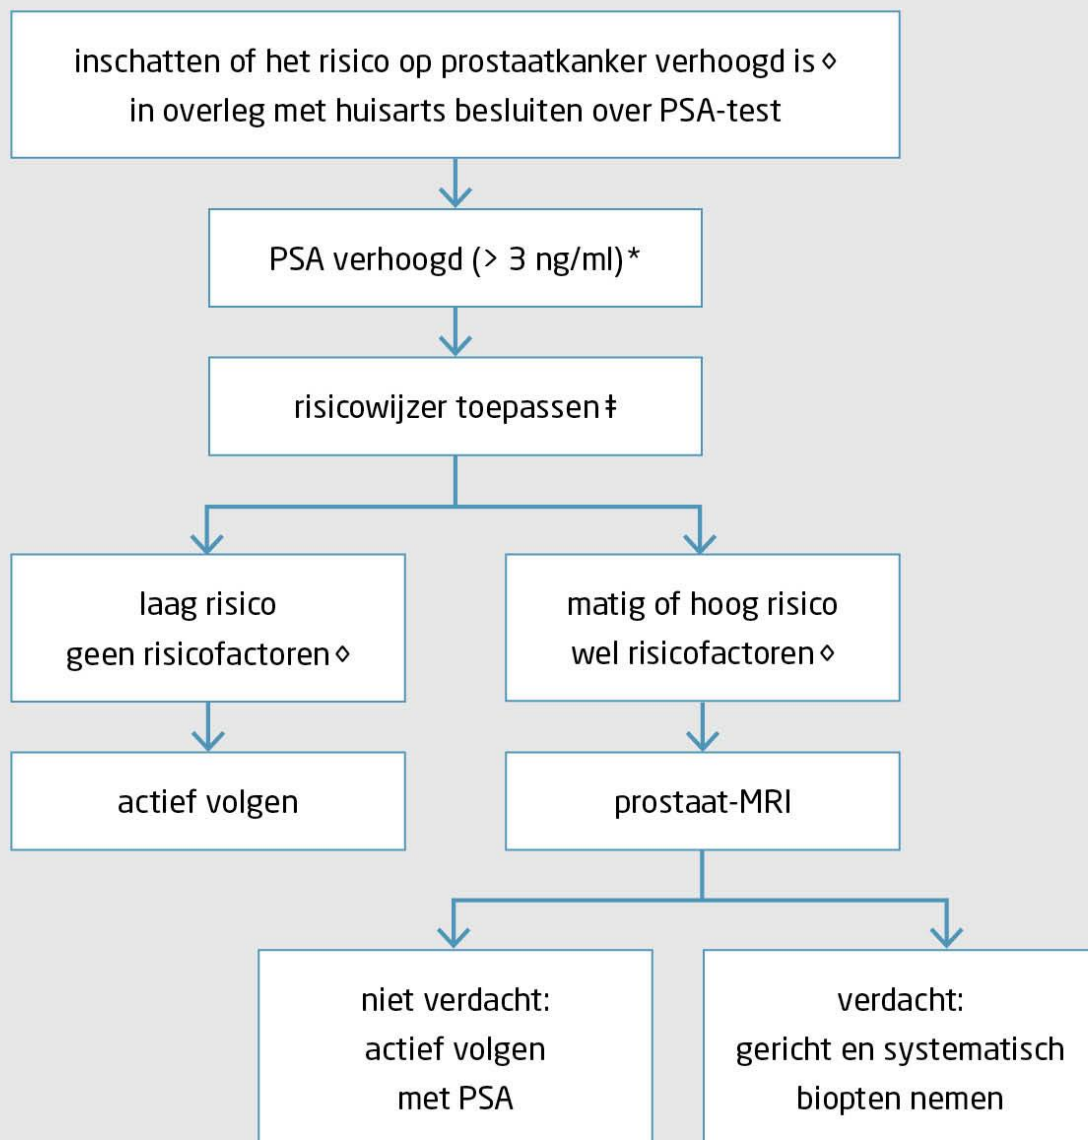 inschatten of het risico op prostaatkanker verhoogd is ◊
in overleg met huisarts besluiten over PSA-test
PSA verhoogd (> 3 ng/ml)*
risicowijzer toepassen ‡
laag risico
geen risicofactoren ◊
matig of hoog risico
wel risicofactoren ◊
actief volgen
prostaat-MRI
niet verdacht:
actief volgen
met PSA
verdacht:
gericht en systematisch
biopten nemen